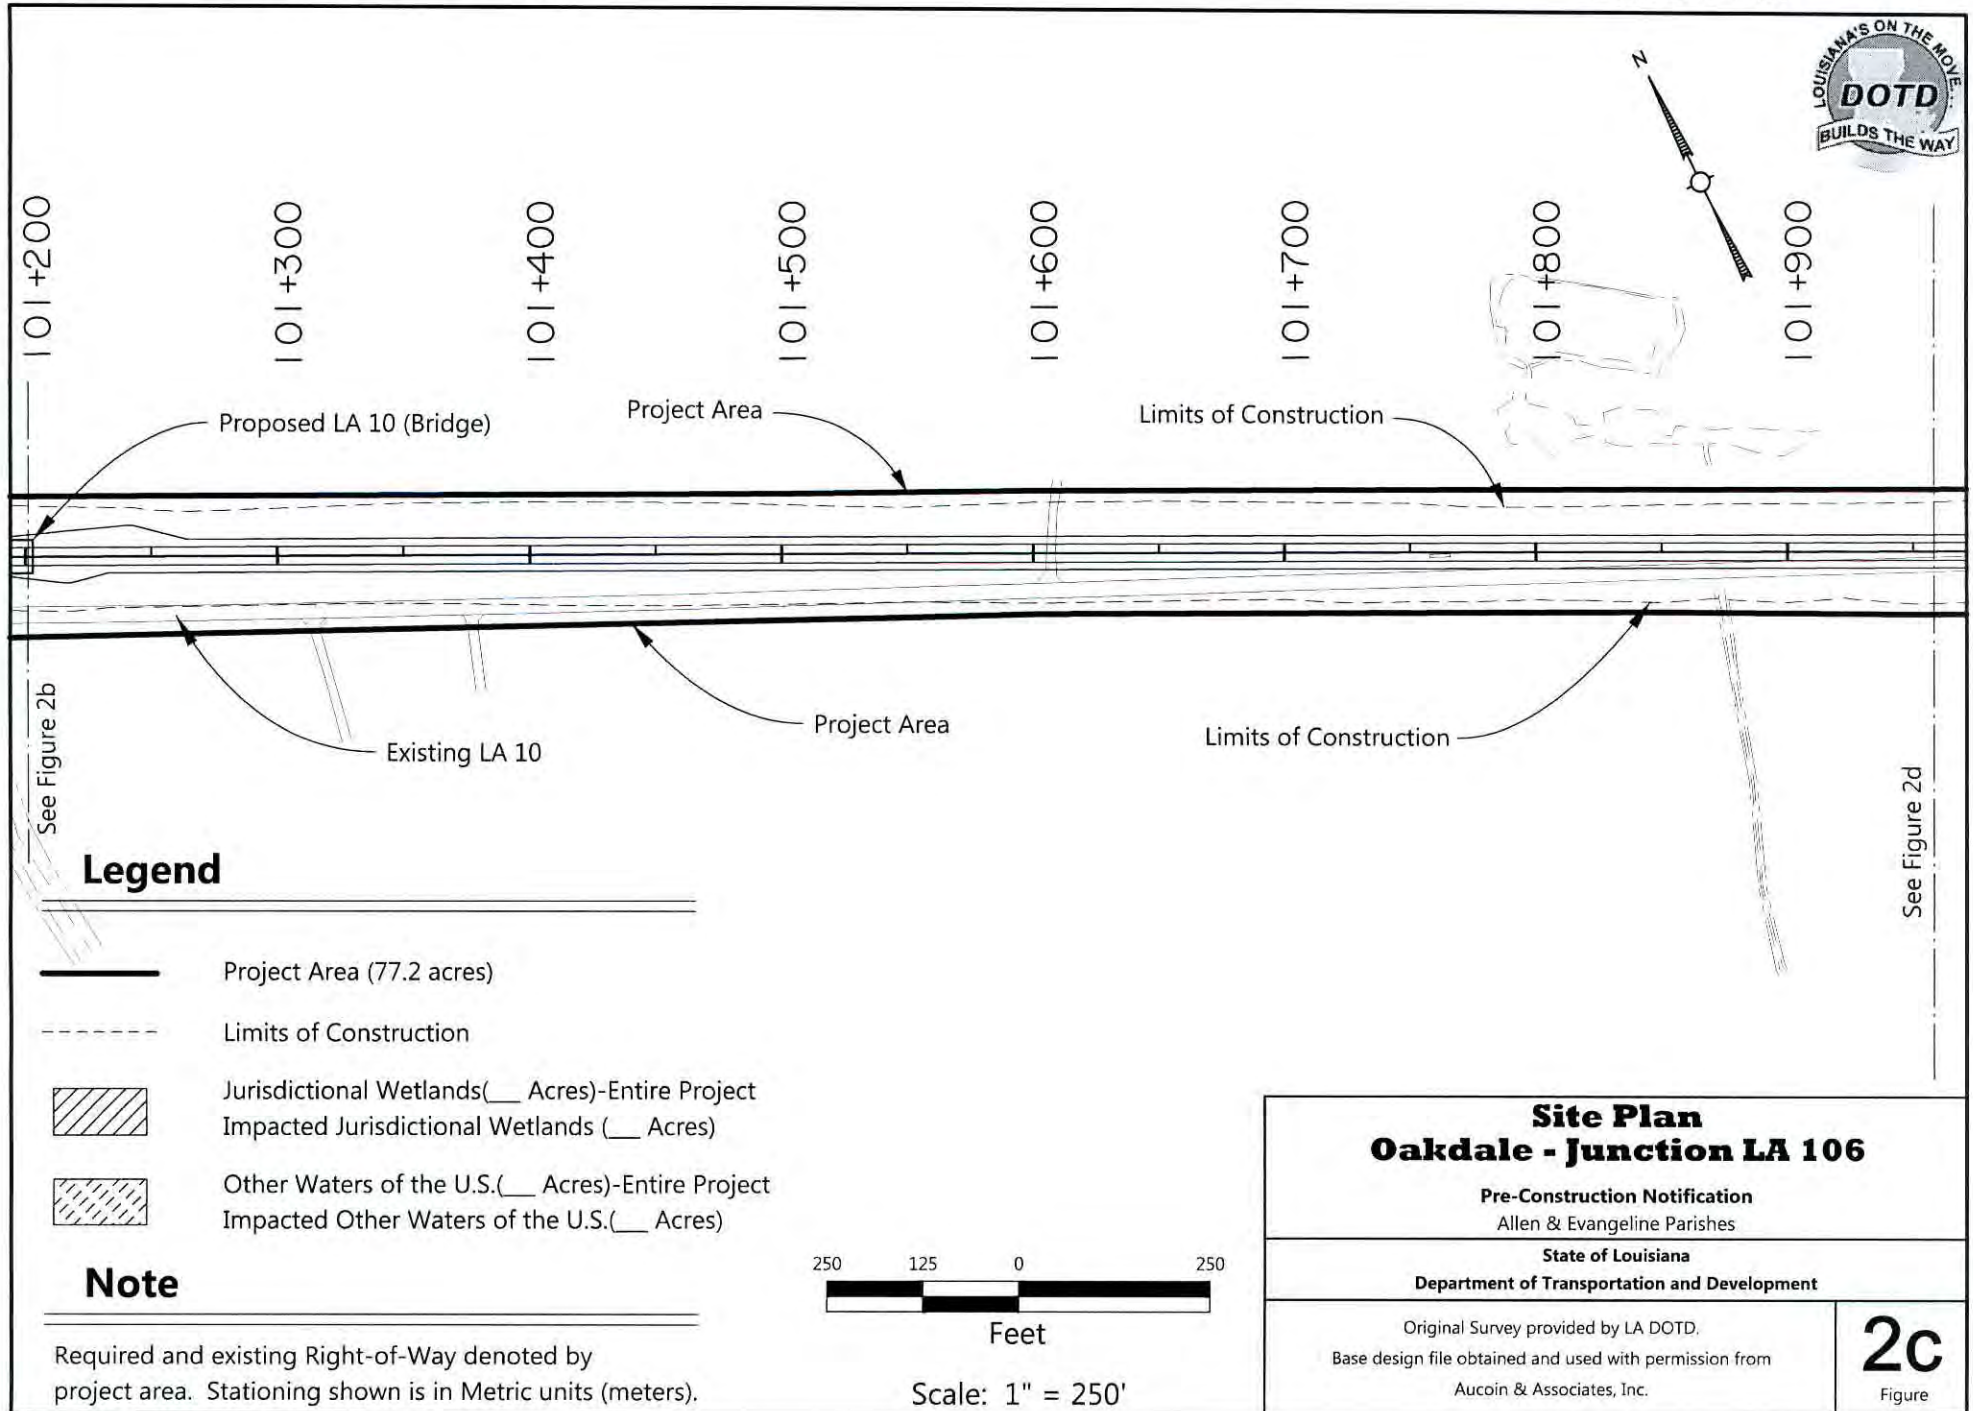 LOUISIANA'S ON THE MOVE...
DOTD
BUILDS THE WAY
N
101+200
101+300
101+400
101+500
101+600
101+700
101+800
101+900
Proposed LA 10 (Bridge)
Project Area
Limits of Construction
See Figure 2b
Existing LA 10
Project Area
Limits of Construction
See Figure 2d
Legend
Project Area (77.2 acres)
Limits of Construction
Jurisdictional Wetlands(___ Acres)-Entire Project
Impacted Jurisdictional Wetlands (___ Acres)
Other Waters of the U.S.(___ Acres)-Entire Project
Impacted Other Waters of the U.S.(___ Acres)
Note
Required and existing Right-of-Way denoted by
project area. Stationing shown is in Metric units (meters).
250 125 0 250
Feet
Scale: 1" = 250'
Site Plan
Oakdale - Junction LA 106
Pre-Construction Notification
Allen & Evangeline Parishes
State of Louisiana
Department of Transportation and Development
Original Survey provided by LA DOTD.
Base design file obtained and used with permission from
Aucoin & Associates, Inc.
2c
Figure